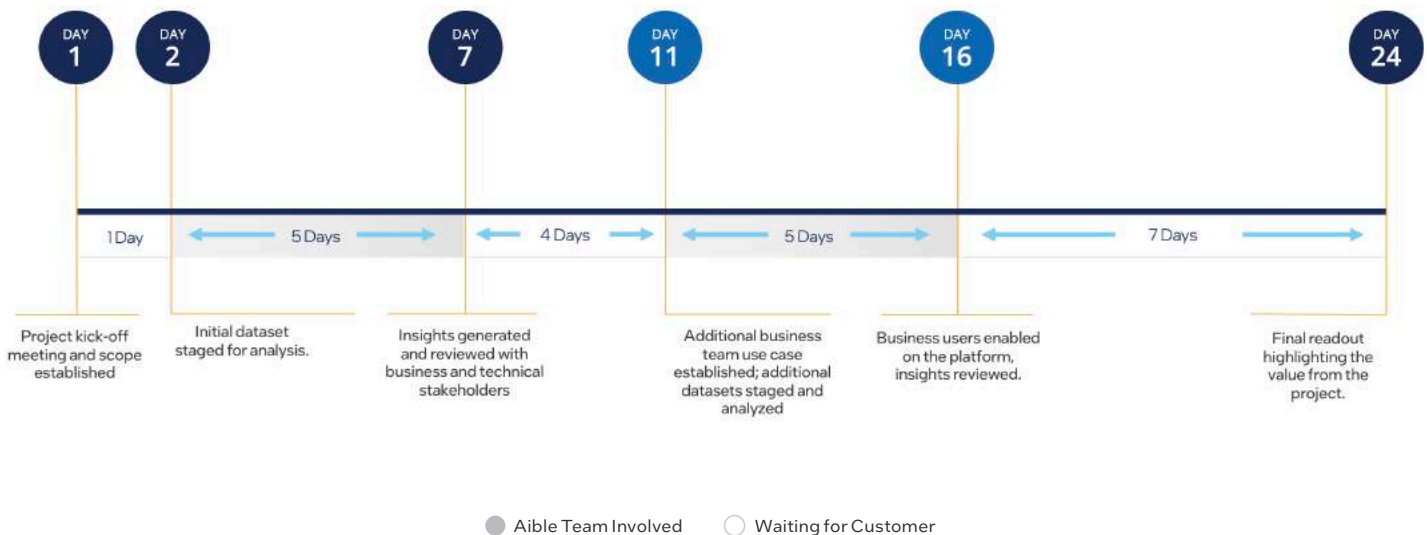 DAY
1
DAY
2
DAY
7
DAY
11
DAY
16
DAY
24
1 Day
5 Days
4 Days
5 Days
7 Days
Project kick-off
meeting and scope
established
Initial dataset
staged for analysis.
Insights generated
and reviewed with
business and technical
stakeholders
Additional business
team use case
established; additional
datasets staged and
analyzed
Business users enabled
on the platform,
insights reviewed.
Final readout
highlighting the
value from the
project.
Aible Team Involved
Waiting for Customer